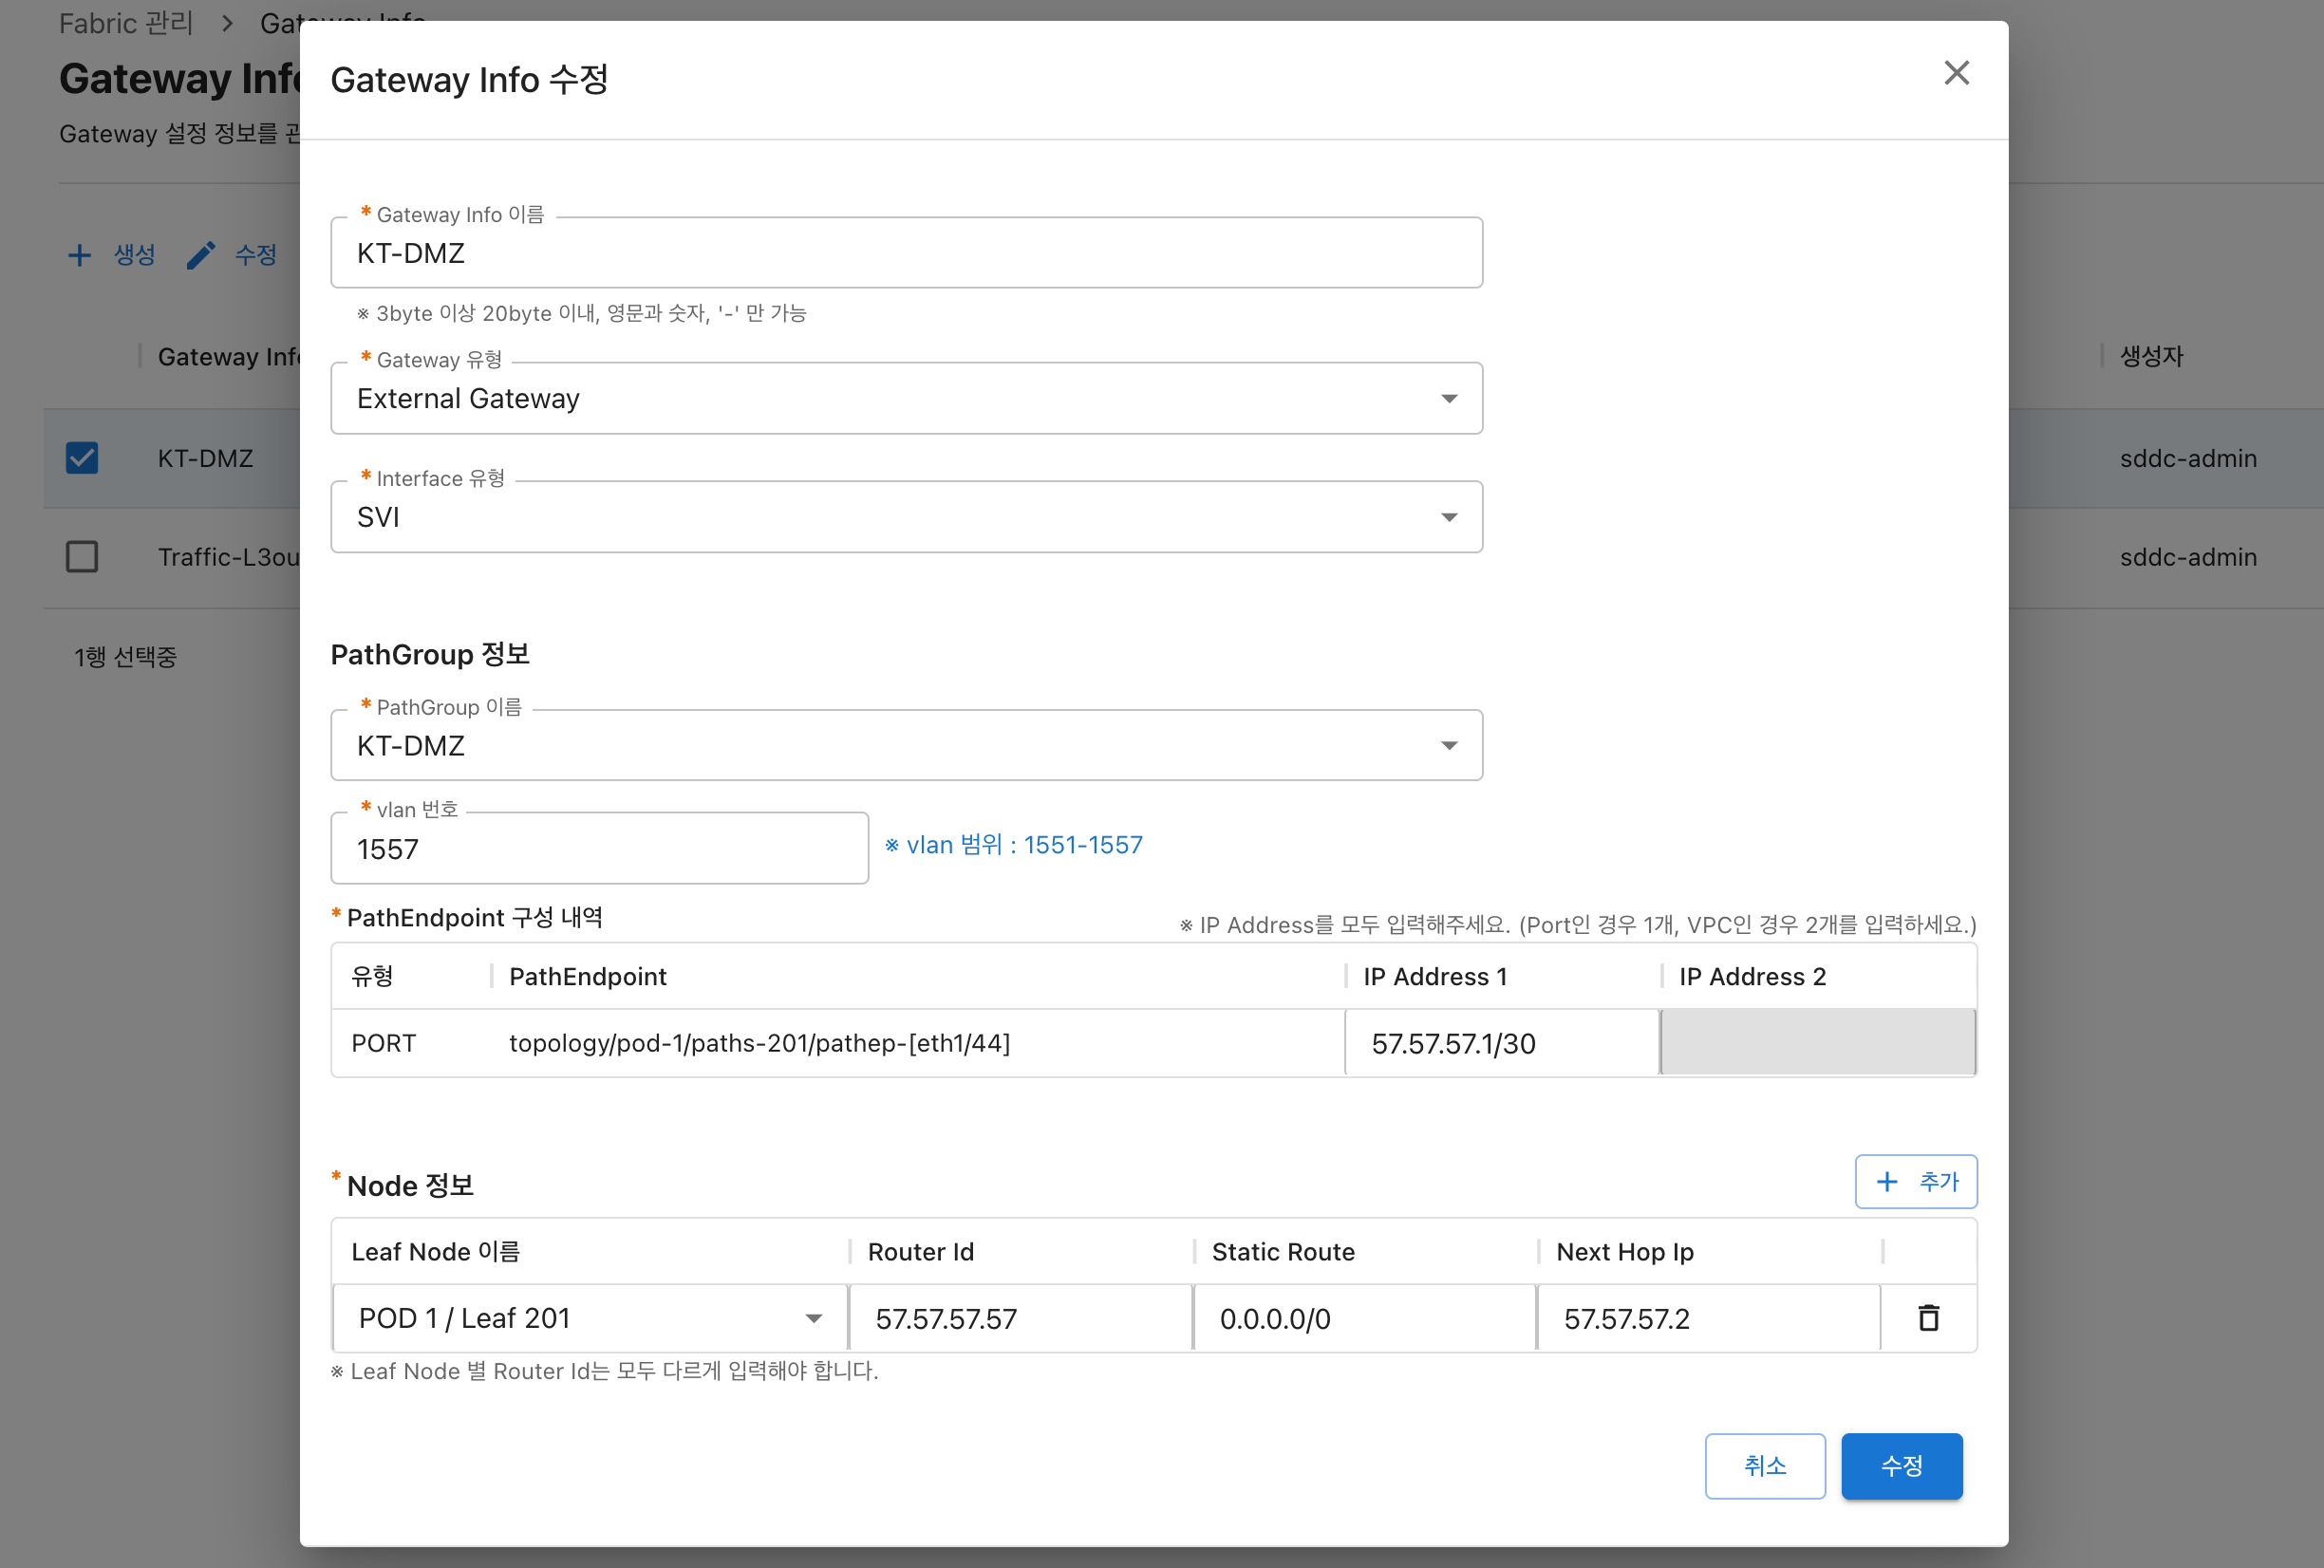 Fabric 관리 > Gateway Info
Gateway Info
Gateway 설정 정보를 관
생성 수정
Gateway Info
생성자
KT-DMZ
sddc-admin
Traffic-L3ou
sddc-admin
1행 선택중
Gateway Info 수정
* Gateway Info 이름
KT-DMZ
※ 3byte 이상 20byte 이내, 영문과 숫자, '-' 만 가능
* Gateway 유형
External Gateway
* Interface 유형
SVI
PathGroup 정보
* PathGroup 이름
KT-DMZ
* vlan 번호
1557
※ vlan 범위 : 1551-1557
* PathEndpoint 구성 내역
※ IP Address를 모두 입력해주세요. (Port인 경우 1개, VPC인 경우 2개를 입력하세요.)
유형 PathEndpoint IP Address 1 IP Address 2
PORT topology/pod-1/paths-201/pathep-[eth1/44] 57.57.57.1/30
* Node 정보
+ 추가
Leaf Node 이름 Router Id Static Route Next Hop Ip
POD 1 / Leaf 201 57.57.57.57 0.0.0.0/0 57.57.57.2
※ Leaf Node 별 Router Id는 모두 다르게 입력해야 합니다.
취소 수정